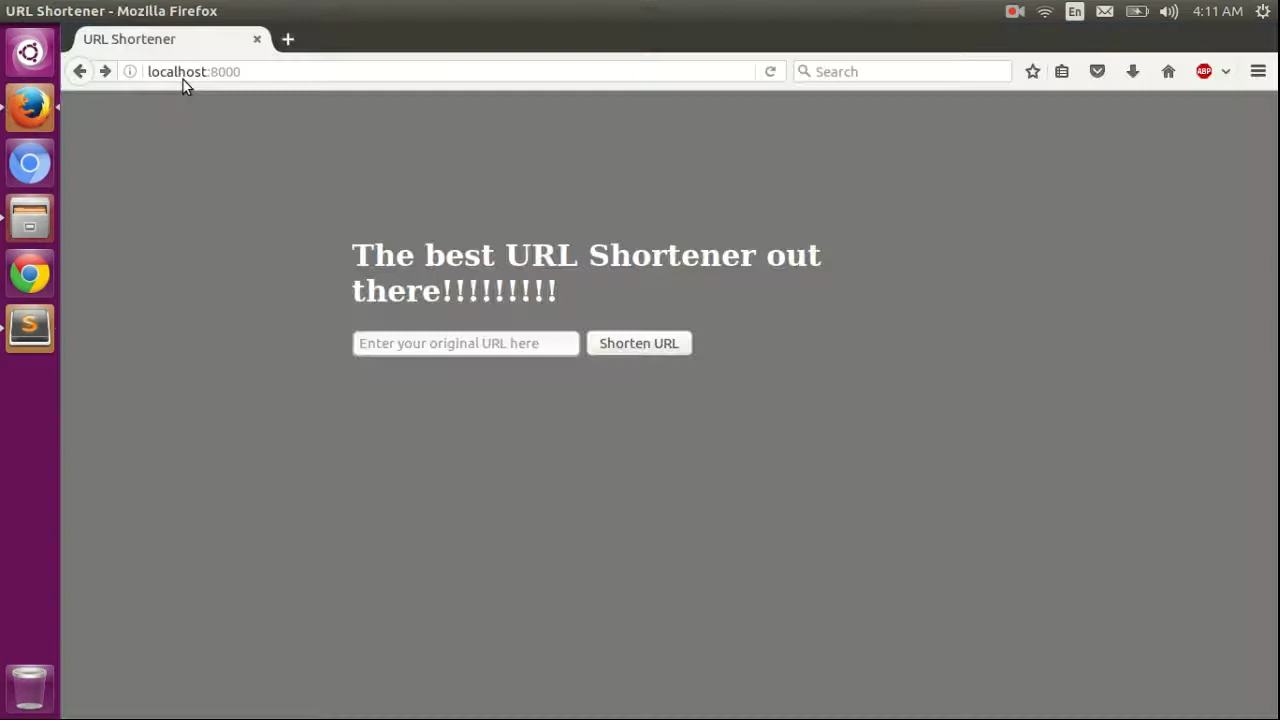 URL Shortener - Mozilla Firefox
En
4:11 AM
URL Shortener
localhost:8000
Search
ABP
The best URL Shortener out
there!!!!!!!!!
Enter your original URL here
Shorten URL
S